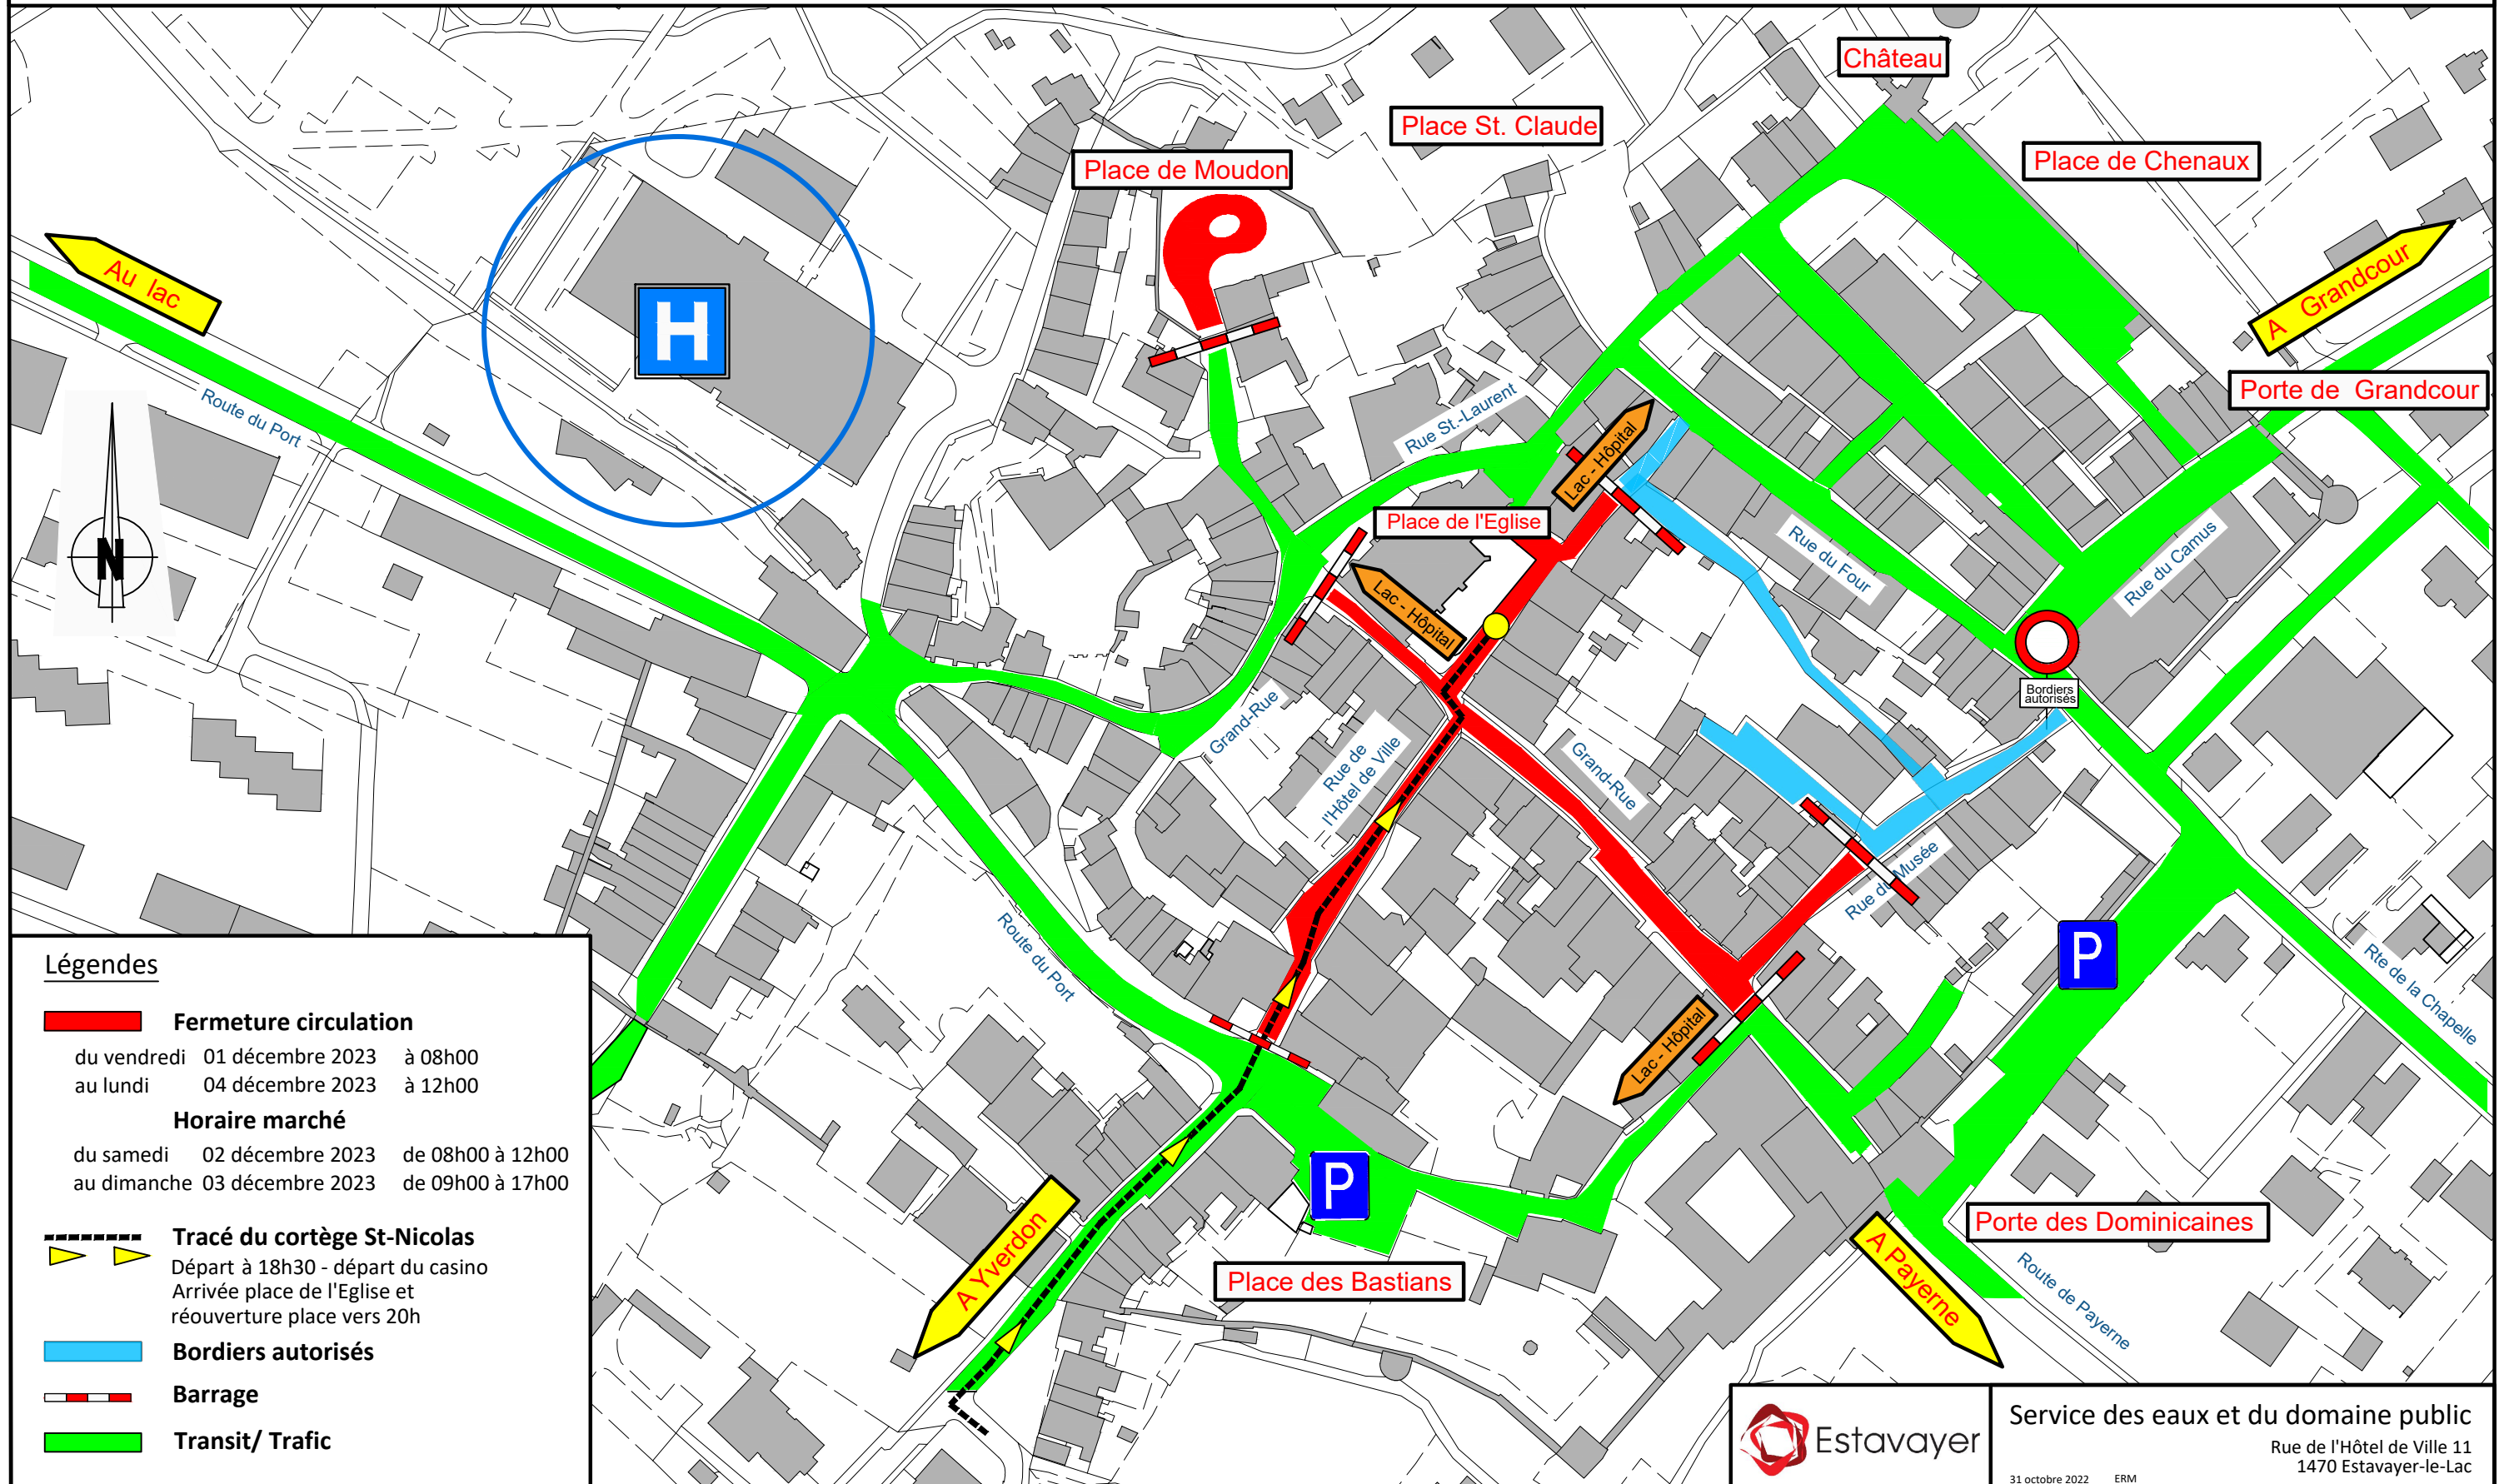 Château
Place St. Claude
Place de Moudon
Place de Chenaux
Au lac
H
A Grandcour
Porte de Grandcour
Route du Port
Rue St.-Laurent
Lac - Hôpital
Place de l'Eglise
N
Rue du Four
Rue du Camus
Lac - Hôpital
Bordiers
autorisés
Grand-Rue
Rue de
l'Hôtel de Ville
Grand-Rue
Rue du Musée
Route du Port
P
Rte de la Chapelle
Lac - Hôpital
P
A Yverdon
Place des Bastians
Porte des Dominicaines
A Payerne
Route de Payerne
Légendes
Fermeture circulation
du vendredi 01 décembre 2023 à 08h00
au lundi 04 décembre 2023 à 12h00
Horaire marché
du samedi 02 décembre 2023 de 08h00 à 12h00
au dimanche 03 décembre 2023 de 09h00 à 17h00
Tracé du cortège St-Nicolas
Départ à 18h30 - départ du casino
Arrivée place de l'Eglise et
réouverture place vers 20h
Bordiers autorisés
Barrage
Transit/ Trafic
Estavayer
Service des eaux et du domaine public
Rue de l'Hôtel de Ville 11
1470 Estavayer-le-Lac
31 octobre 2022 ERM